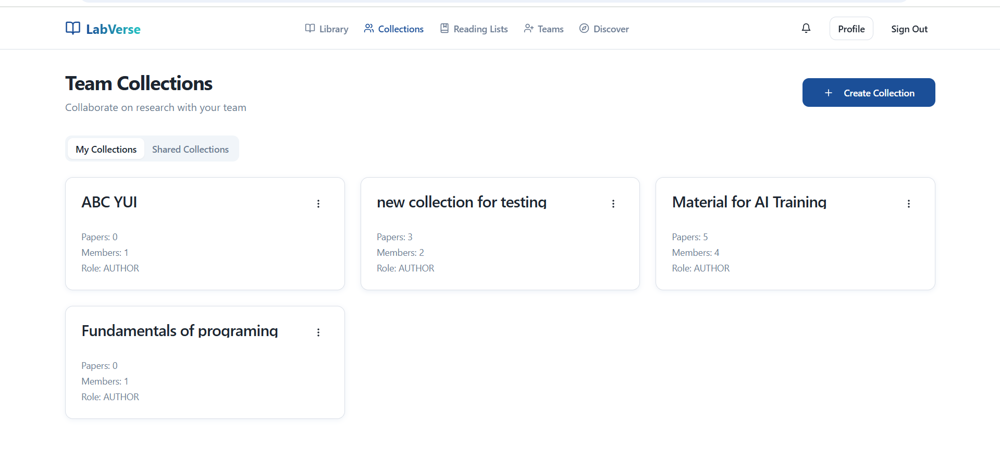 LabVerse
Library
Collections
Reading Lists
Teams
Discover
Profile
Sign Out
Team Collections
Collaborate on research with your team
Create Collection
My Collections
Shared Collections
ABC YUI
Papers: 0
Members: 1
Role: AUTHOR
new collection for testing
Papers: 3
Members: 2
Role: AUTHOR
Material for AI Training
Papers: 5
Members: 4
Role: AUTHOR
Fundamentals of programing
Papers: 0
Members: 1
Role: AUTHOR